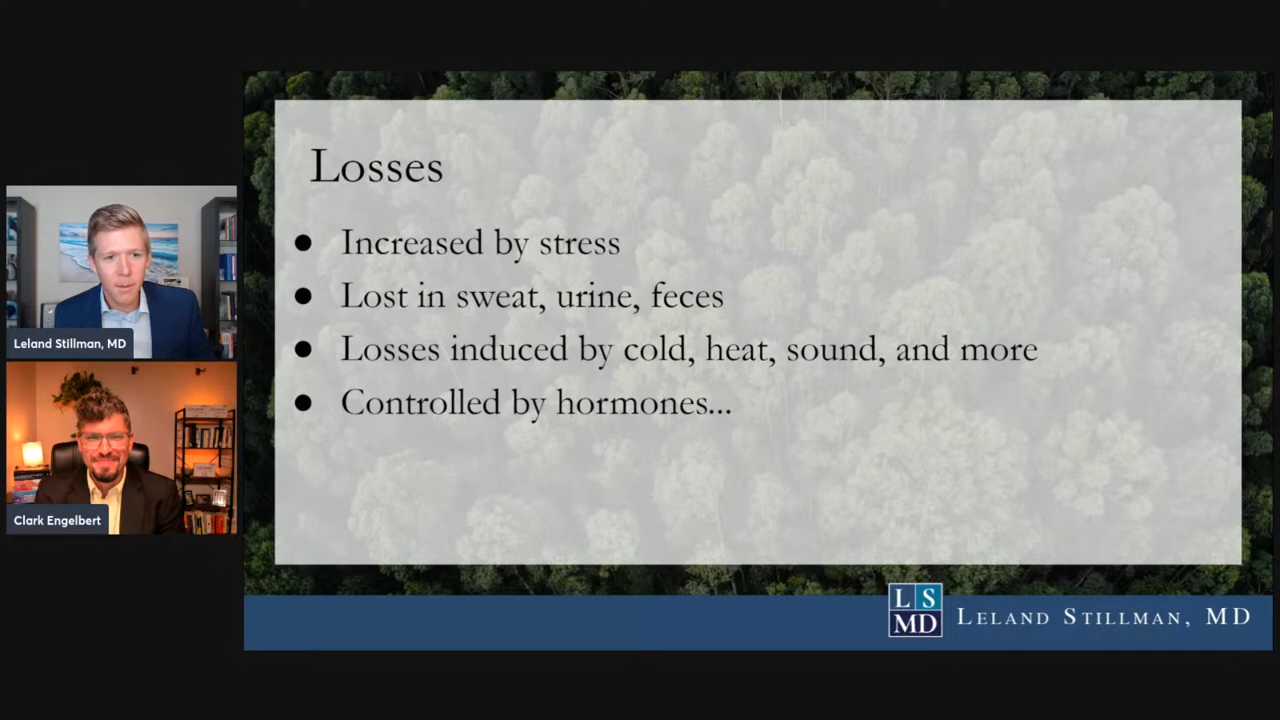 Losses
● Increased by stress
● Lost in sweat, urine, feces
● Losses induced by cold, heat, sound, and more
● Controlled by hormones...
Leland Stillman, MD
Clark Engelbert
L S
MD
LELAND STILLMAN, MD